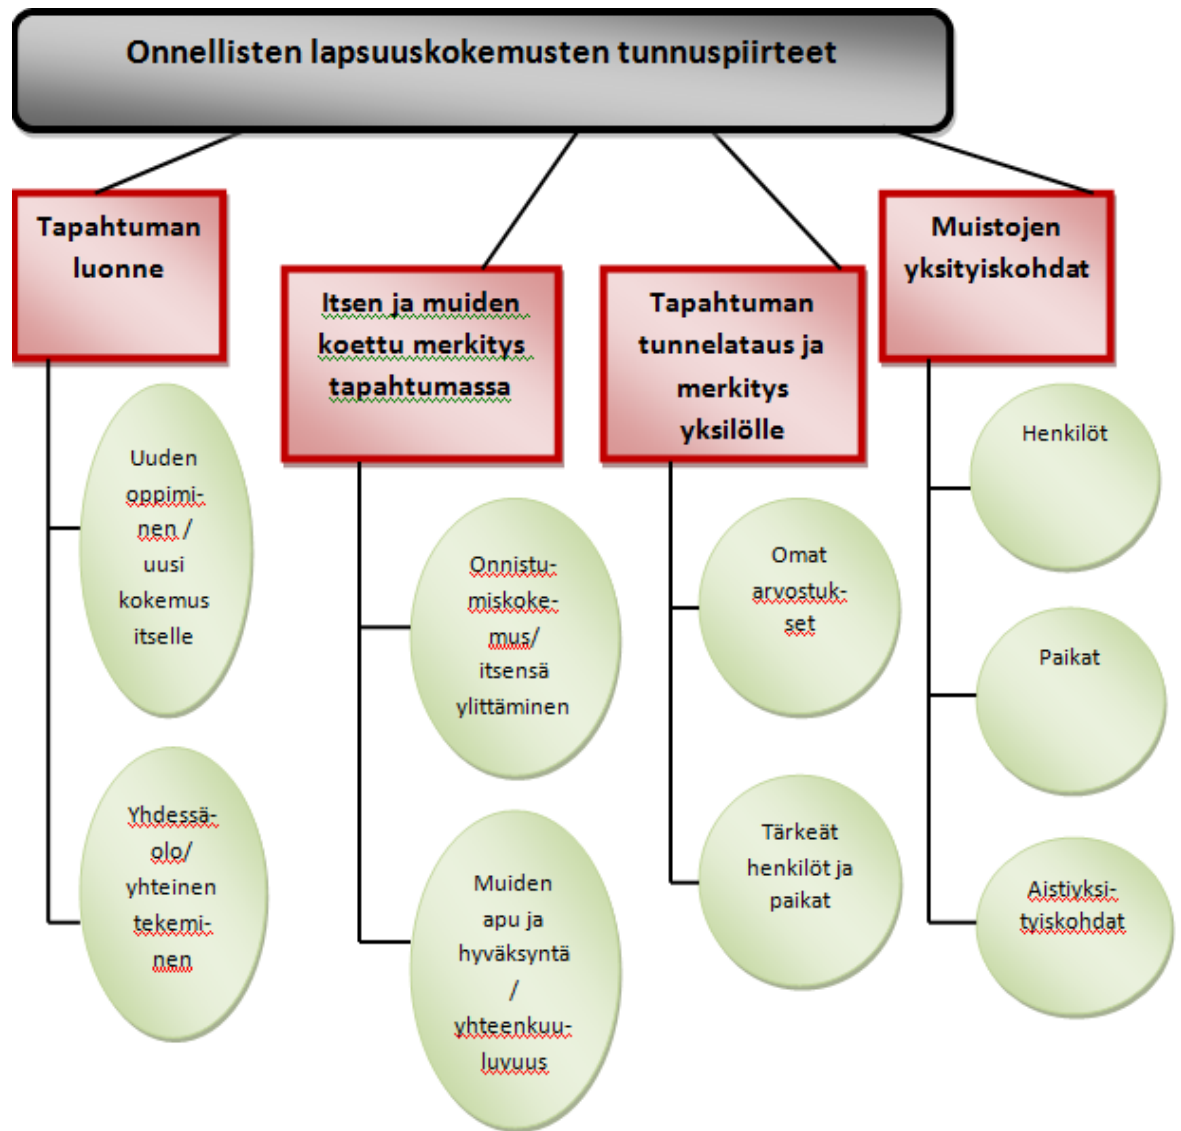 Onnellisten lapsuuskokemusten tunnuspiirteet
Tapahtuman
luonne
Uuden
oppimi-
nen /
uusi
kokemus
itselle
Yhdessä-
olo/
yhteinen
tekemi-
nen
Itsen ja muiden
koettu merkitys
tapahtumassa
Onnistu-
miskoke-
mus/
itsensä
ylittäminen
Muiden
apu ja
hyväksyntä
/
yhteenkuu-
luvuus
Tapahtuman
tunnelataus ja
merkitys
yksilölle
Omat
arvostuk-
set
Tärkeät
henkilöt ja
paikat
Muistojen
yksityiskohdat
Henkilöt
Paikat
Aistiyksi-
tyiskohdat